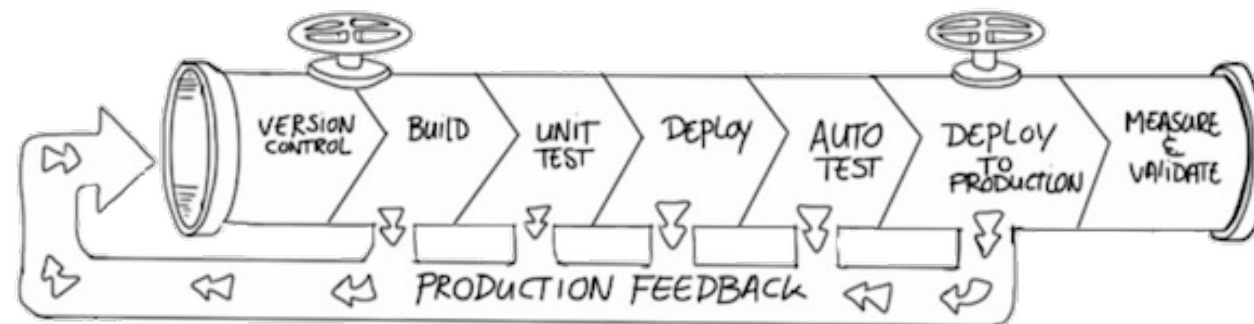 VERSION
CONTROL
BUILD
UNIT
TEST
DEPLOY
AUTO
TEST
DEPLOY
TO
PRODUCTION
MEASURE
&
VALIDATE
PRODUCTION FEEDBACK